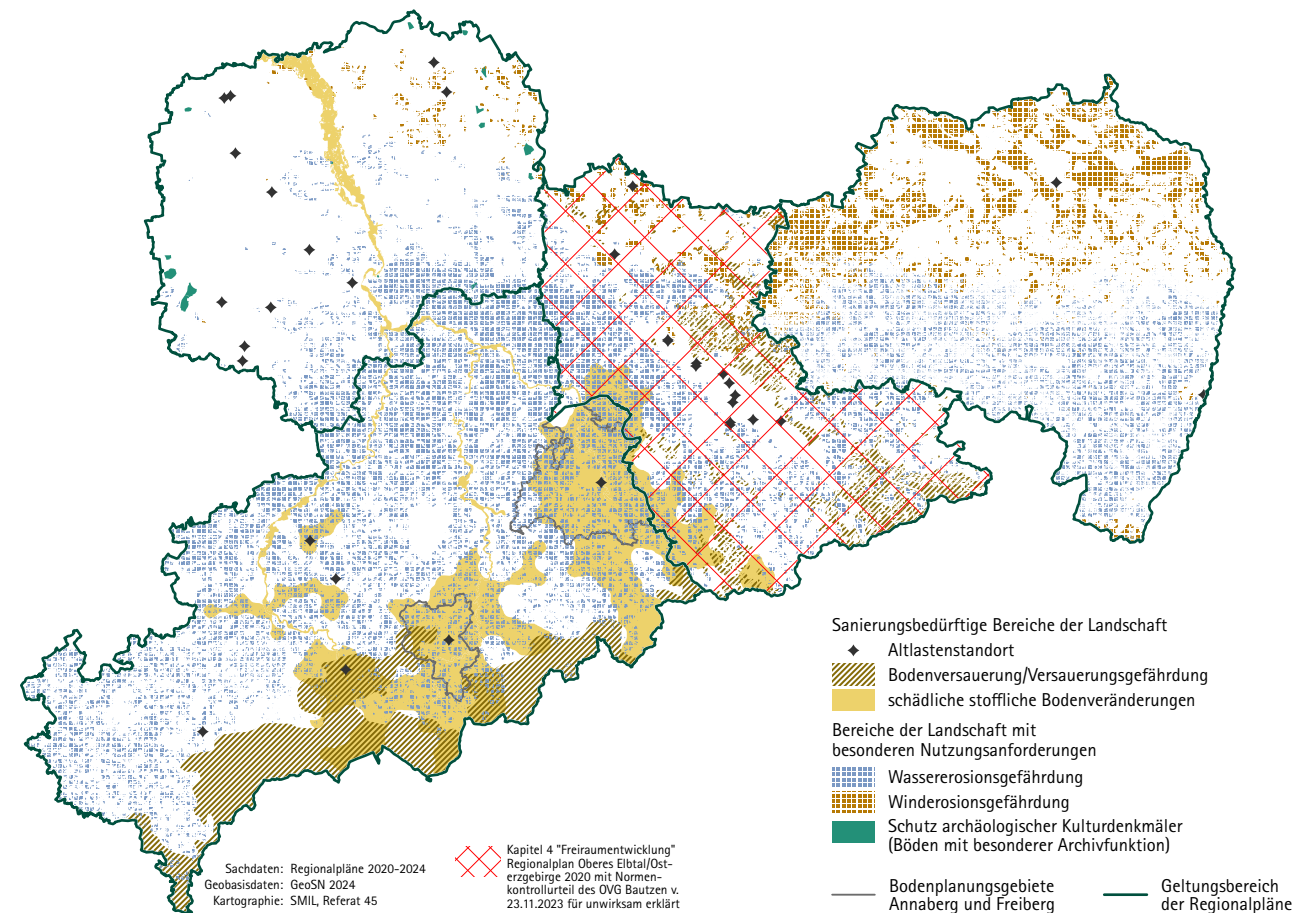 Sanierungsbedürftige Bereiche der Landschaft
Altlastenstandort
Bodenversauerung/Versauerungsgefährdung
schädliche stoffliche Bodenveränderungen
Bereiche der Landschaft mit
besonderen Nutzungsanforderungen
Wassererosionsgefährdung
Winderosionsgefährdung
Schutz archäologischer Kulturdenkmäler
(Böden mit besonderer Archivfunktion)
Bodenplanungsgebiete
Annaberg und Freiberg
Geltungsbereich
der Regionalpläne
Kapitel 4 "Freiraumentwicklung"
Regionalplan Oberes Elbtal/Ost-
erzgebirge 2020 mit Normen-
kontrollurteil des OVG Bautzen v.
23.11.2023 für unwirksam erklärt
Sachdaten: Regionalpläne 2020-2024
Geobasisdaten: GeoSN 2024
Kartographie: SMIL, Referat 45